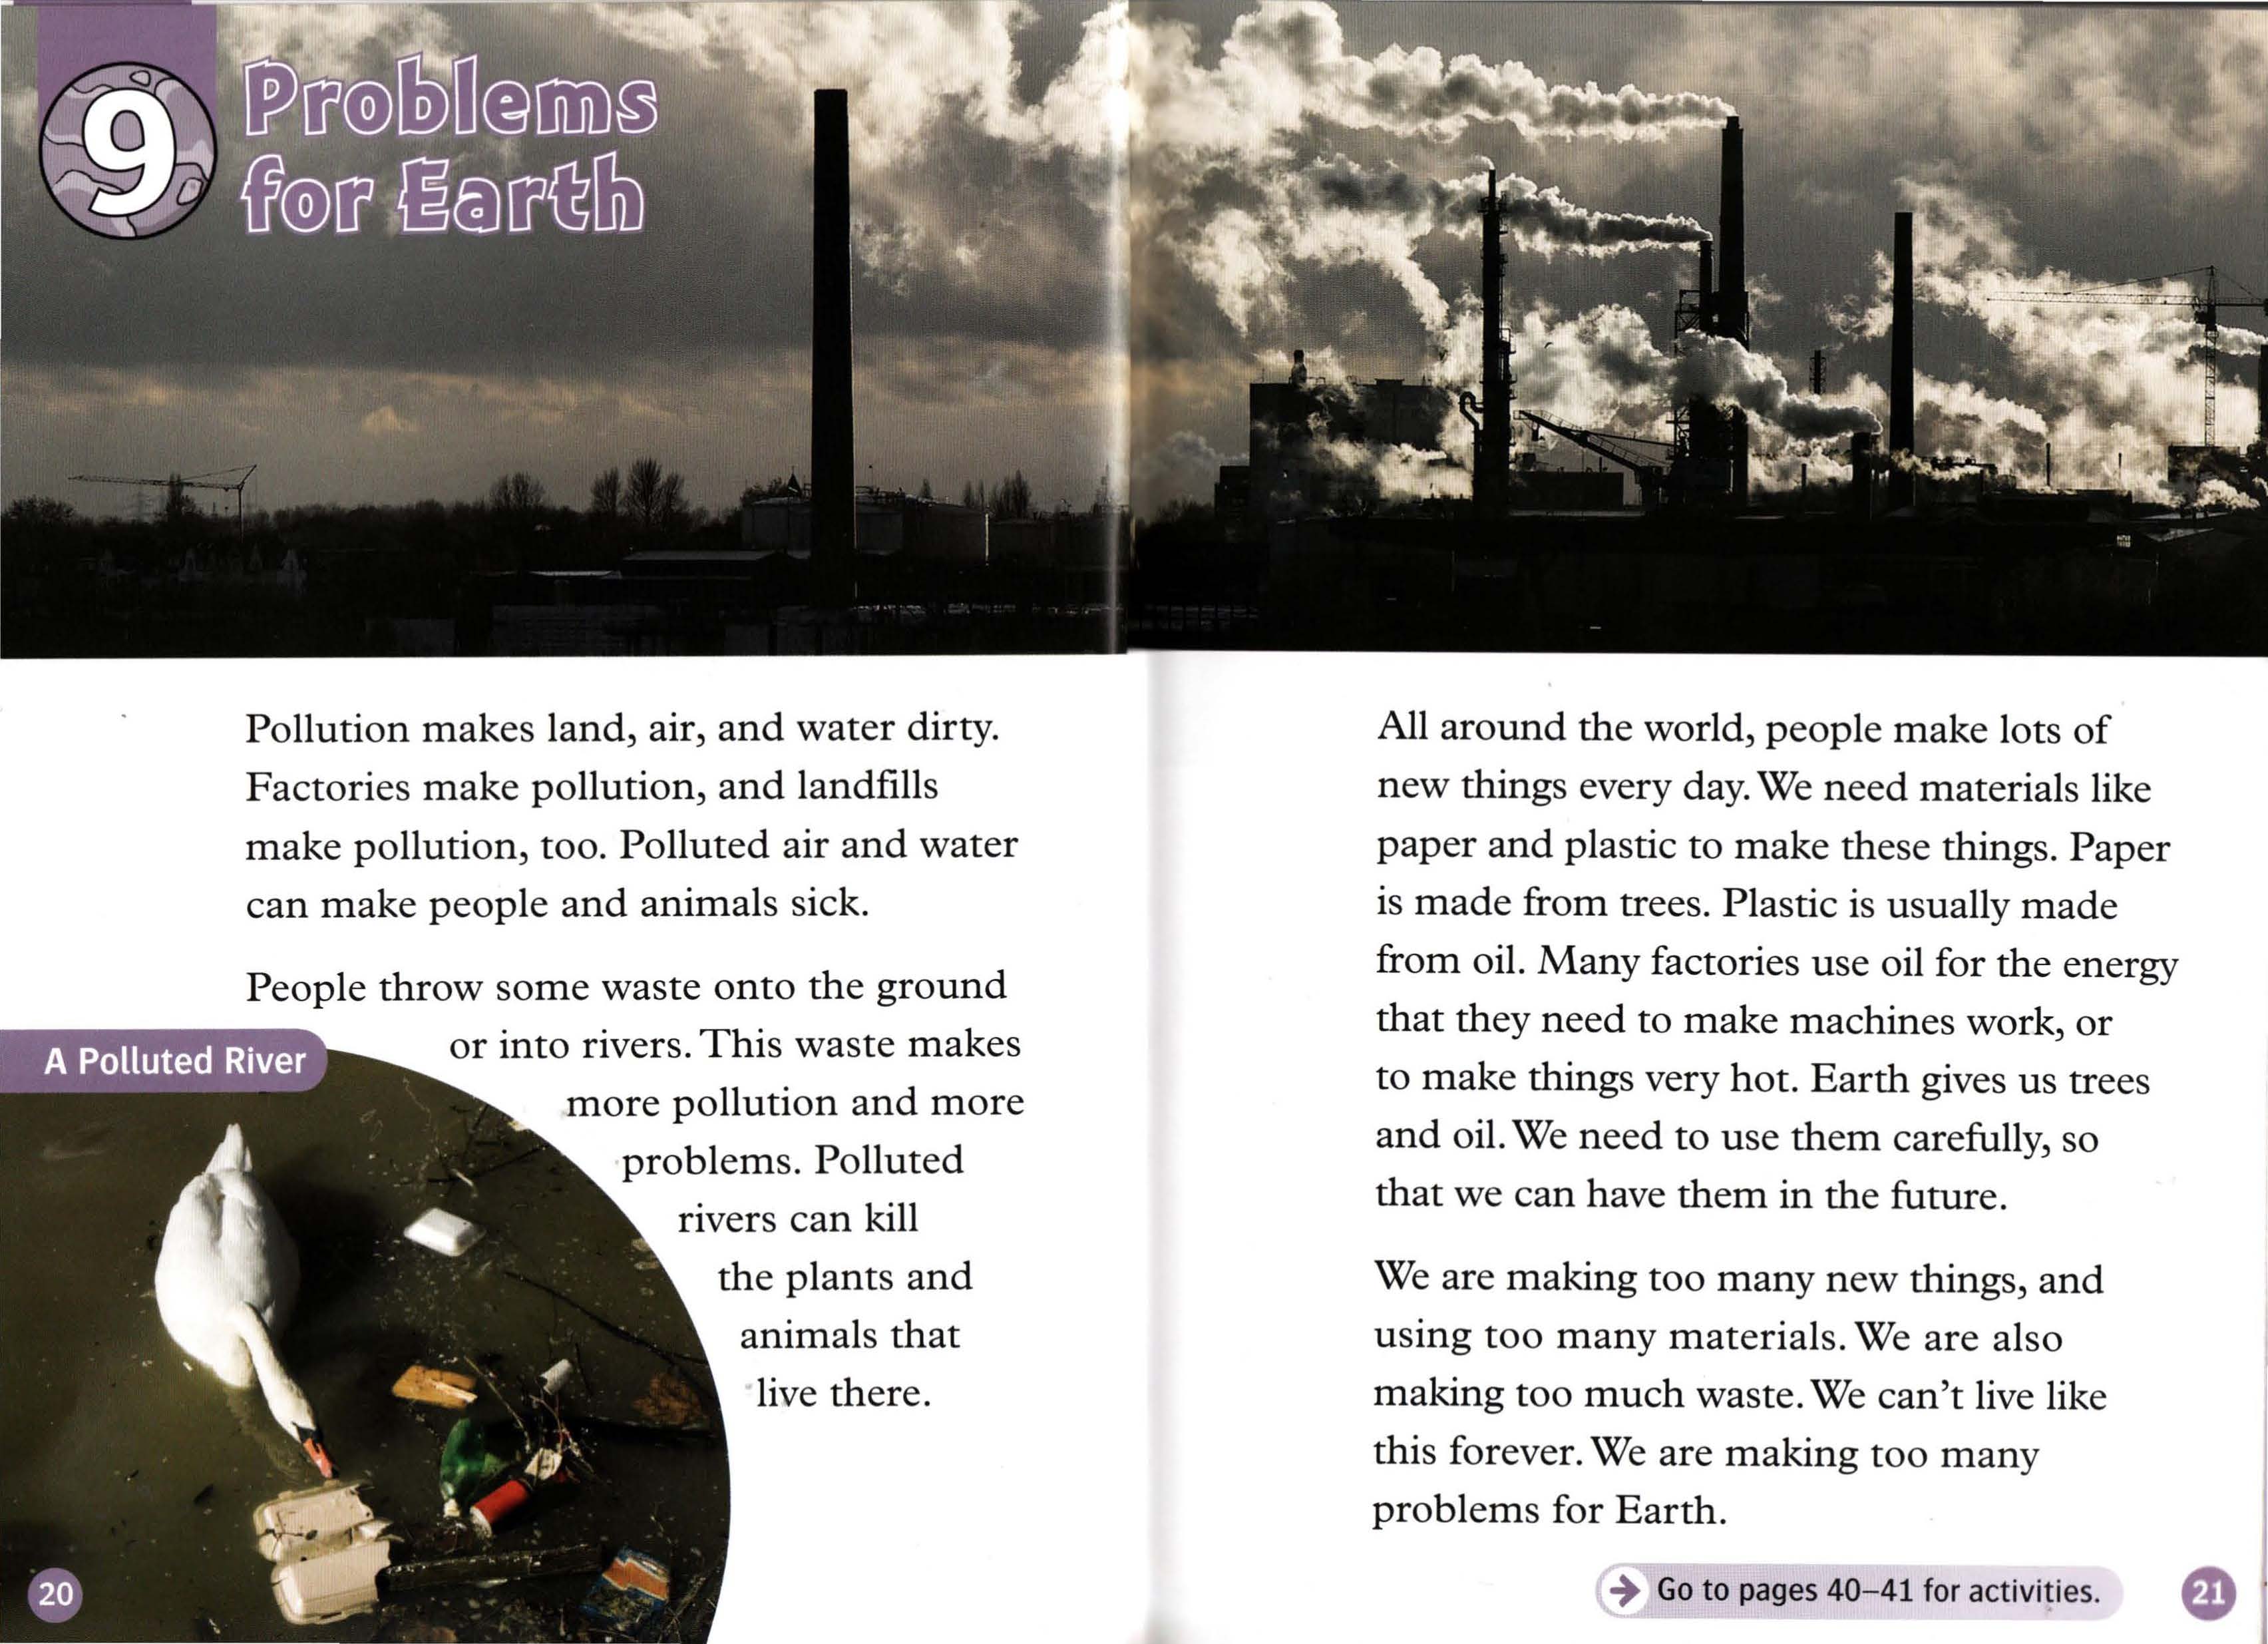 9
Problems
for Earth
Pollution makes land, air, and water dirty.
Factories make pollution, and landfills
make pollution, too. Polluted air and water
can make people and animals sick.
People throw some waste onto the ground
or into rivers. This waste makes
more pollution and more
problems. Polluted
rivers can kill
the plants and
animals that
live there.
A Polluted River
20
All around the world, people make lots of
new things every day. We need materials like
paper and plastic to make these things. Paper
is made from trees. Plastic is usually made
from oil. Many factories use oil for the energy
that they need to make machines work, or
to make things very hot. Earth gives us trees
and oil. We need to use them carefully, so
that we can have them in the future.
We are making too many new things, and
using too many materials. We are also
making too much waste. We can't live like
this forever. We are making too many
problems for Earth.
Go to pages 40–41 for activities.
21